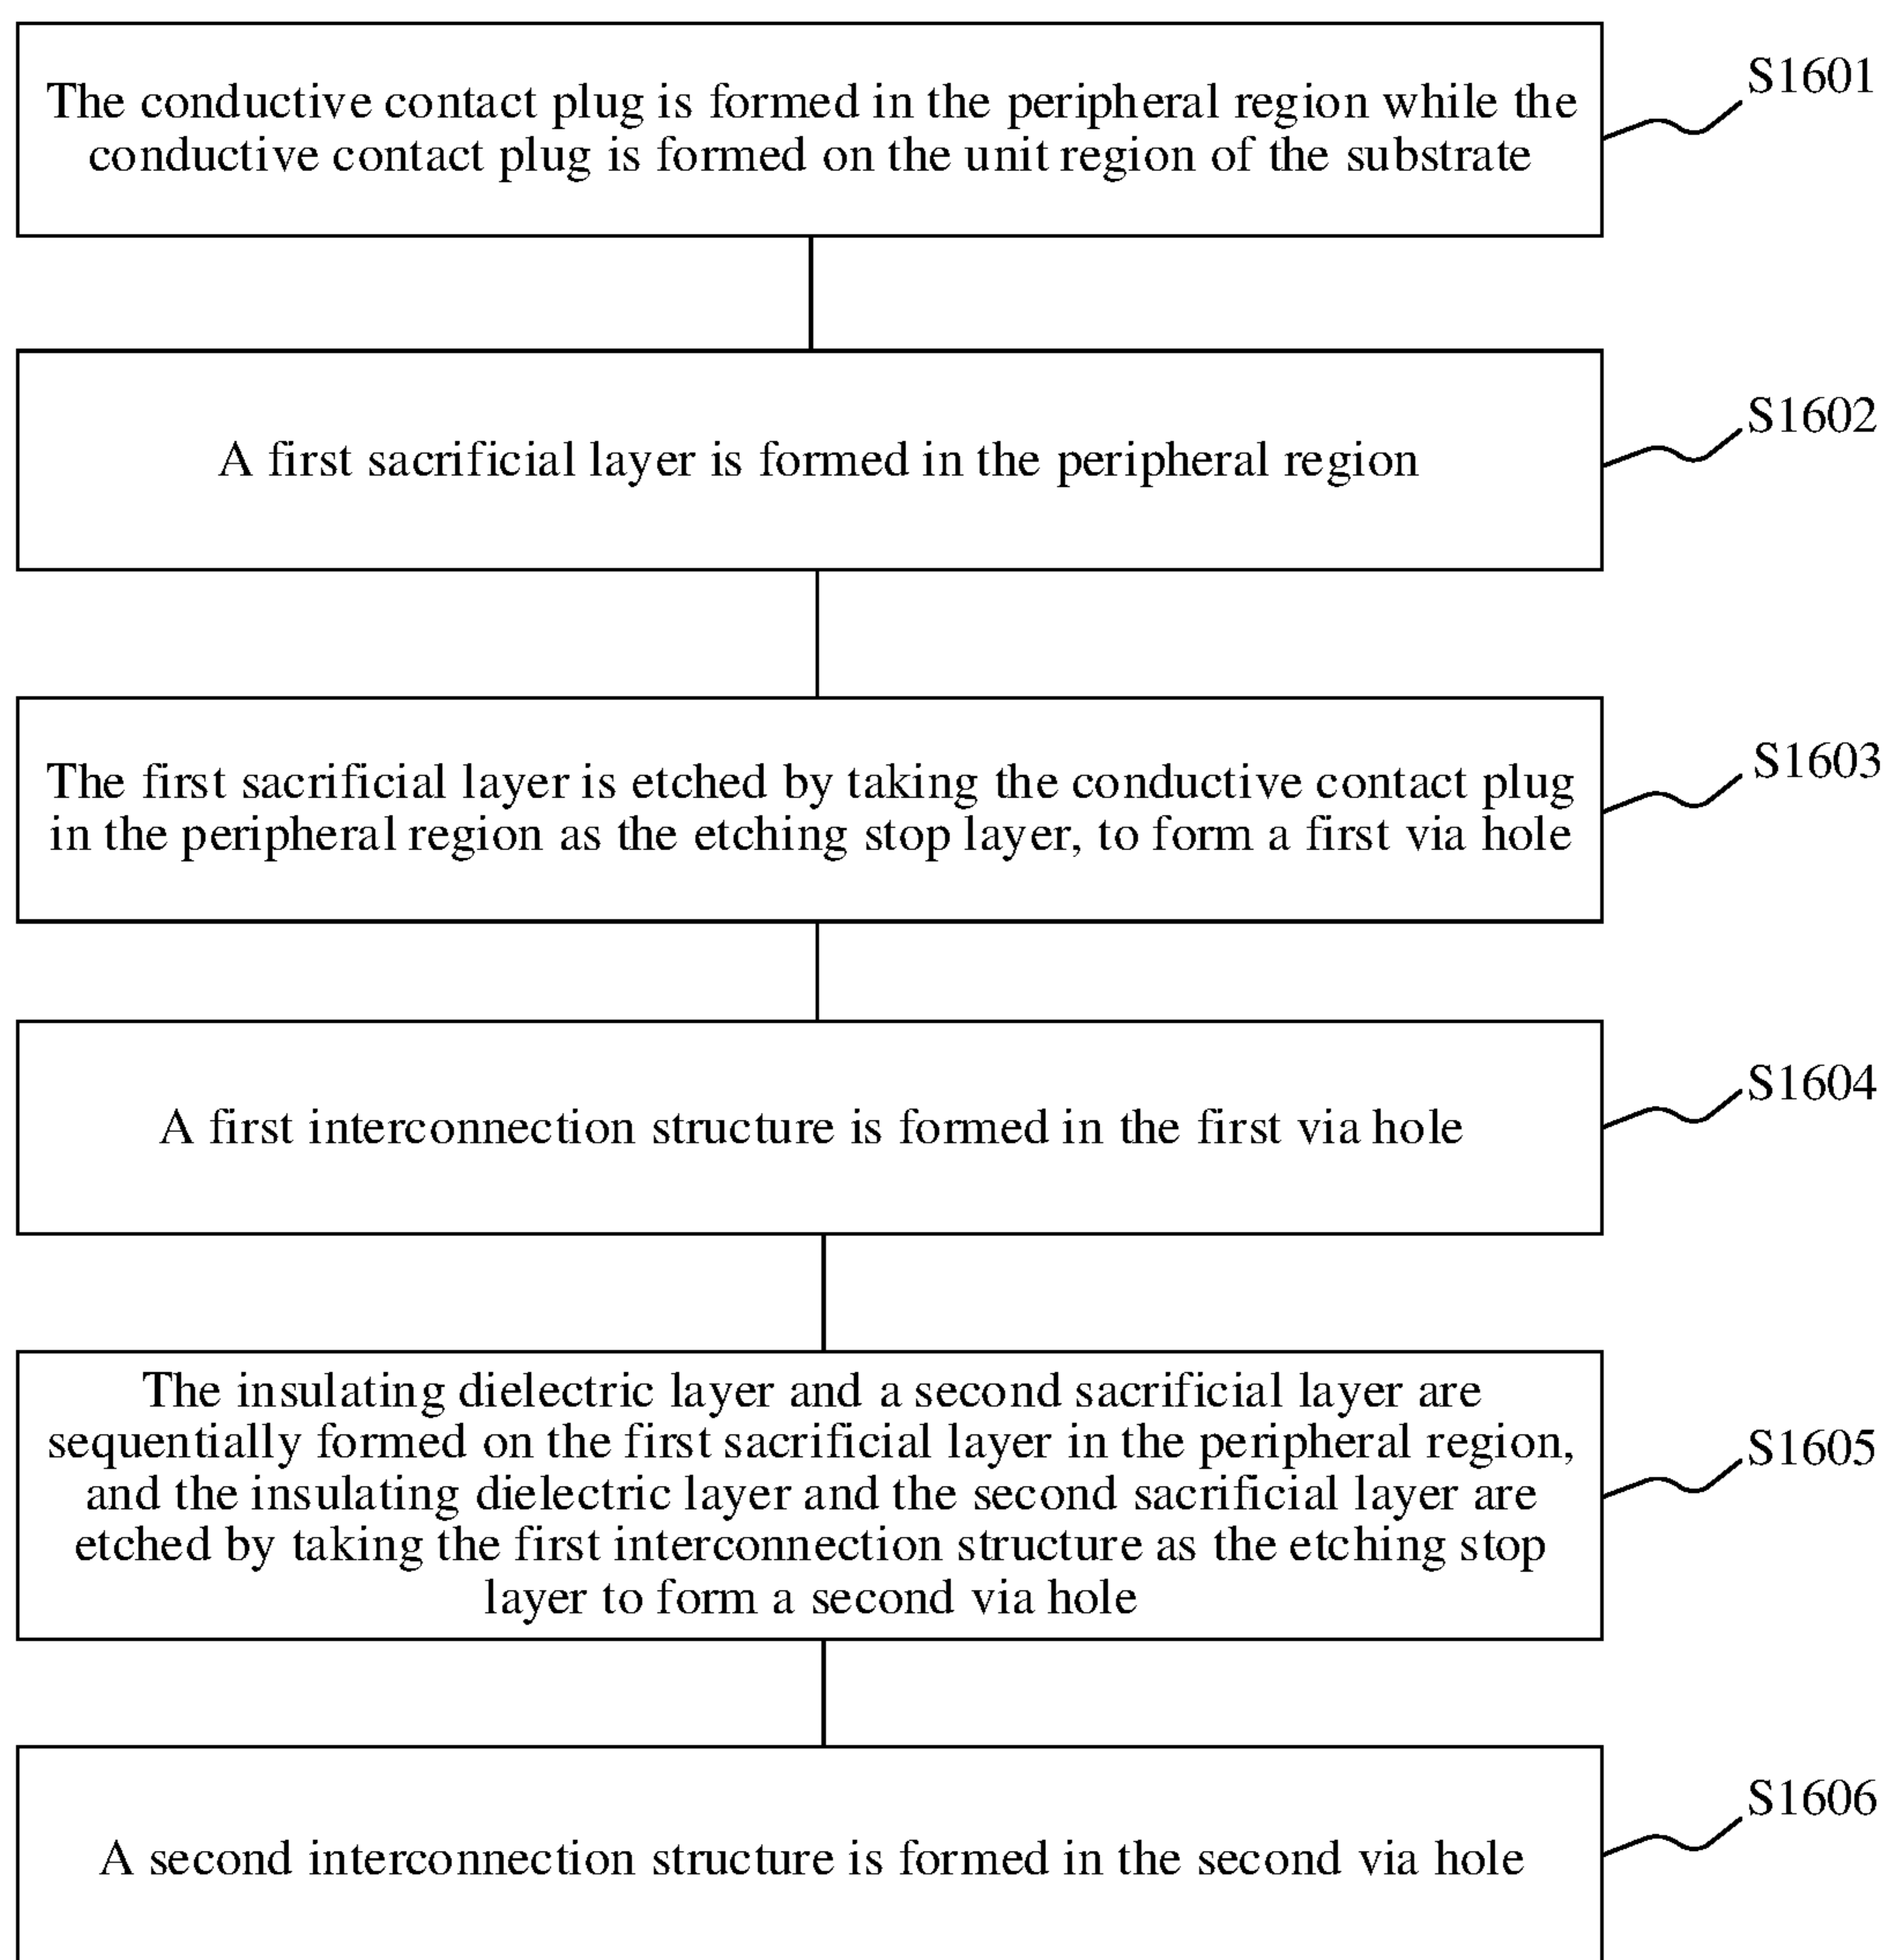 The conductive contact plug is formed in the peripheral region while the
conductive contact plug is formed on the unit region of the substrate
S1601
A first sacrificial layer is formed in the peripheral region
S1602
The first sacrificial layer is etched by taking the conductive contact plug
in the peripheral region as the etching stop layer, to form a first via hole
S1603
A first interconnection structure is formed in the first via hole
S1604
The insulating dielectric layer and a second sacrificial layer are
sequentially formed on the first sacrificial layer in the peripheral region,
and the insulating dielectric layer and the second sacrificial layer are
etched by taking the first interconnection structure as the etching stop
layer to form a second via hole
S1605
A second interconnection structure is formed in the second via hole
S1606